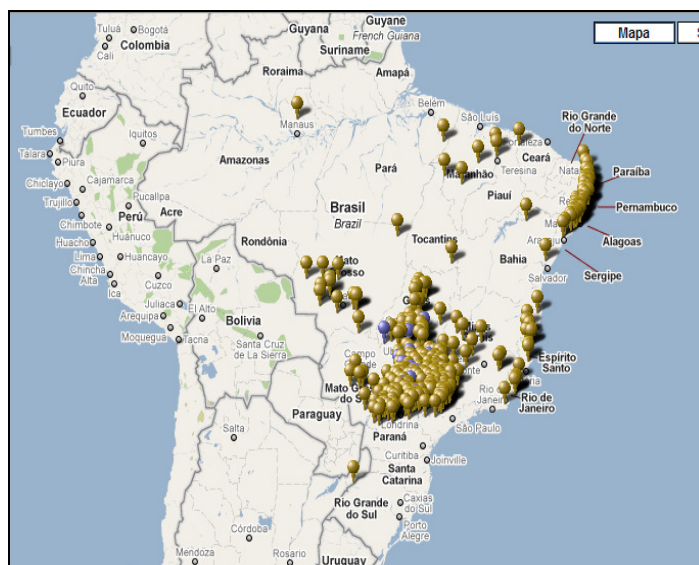 Bogotá
Tuluá
Colombia
Cali
Guyana
Guyane
Suriname
French Guiana
Mapa
S
Roraima
Amapá
Quito
Ecuador
Belém
São Luís
Rio Grande
do Norte
Manaus
Tumbes
Talara
Piura
Iquitos
Amazonas
Pará
Maranhão
Teresina
Ceará
Natal
Paraíba
Chiclayo
Cajamarca
Trujillo
Pucallpa
Chimbote
Perú
Acre
Brasil
Brazil
Piauí
Pernambuco
Huánuco
Huacho
Lima
Huancayo
Rondônia
Tocantins
Alagoas
Bahia
Sergipe
Chincha
Alta
Cuzco
Ica
La Paz
Mato
Salvador
Juliaca
El Alto
Arequipa
Bolivia
Moquegua
Tacna
Santa Cruz
de La Sierra
Campo
Espírito
Santo
Mato
do S
Rio de
Janeiro
Rio de
Janeiro
Paraguay
Londrina
São Paulo
Paraná
Salta
Curitiba
Joinville
Santa
Catarina
Rio Grande
do Sul
Caxias
do Sul
Porto
Alegre
Córdoba
Mendoza
Rosario
Uruguay